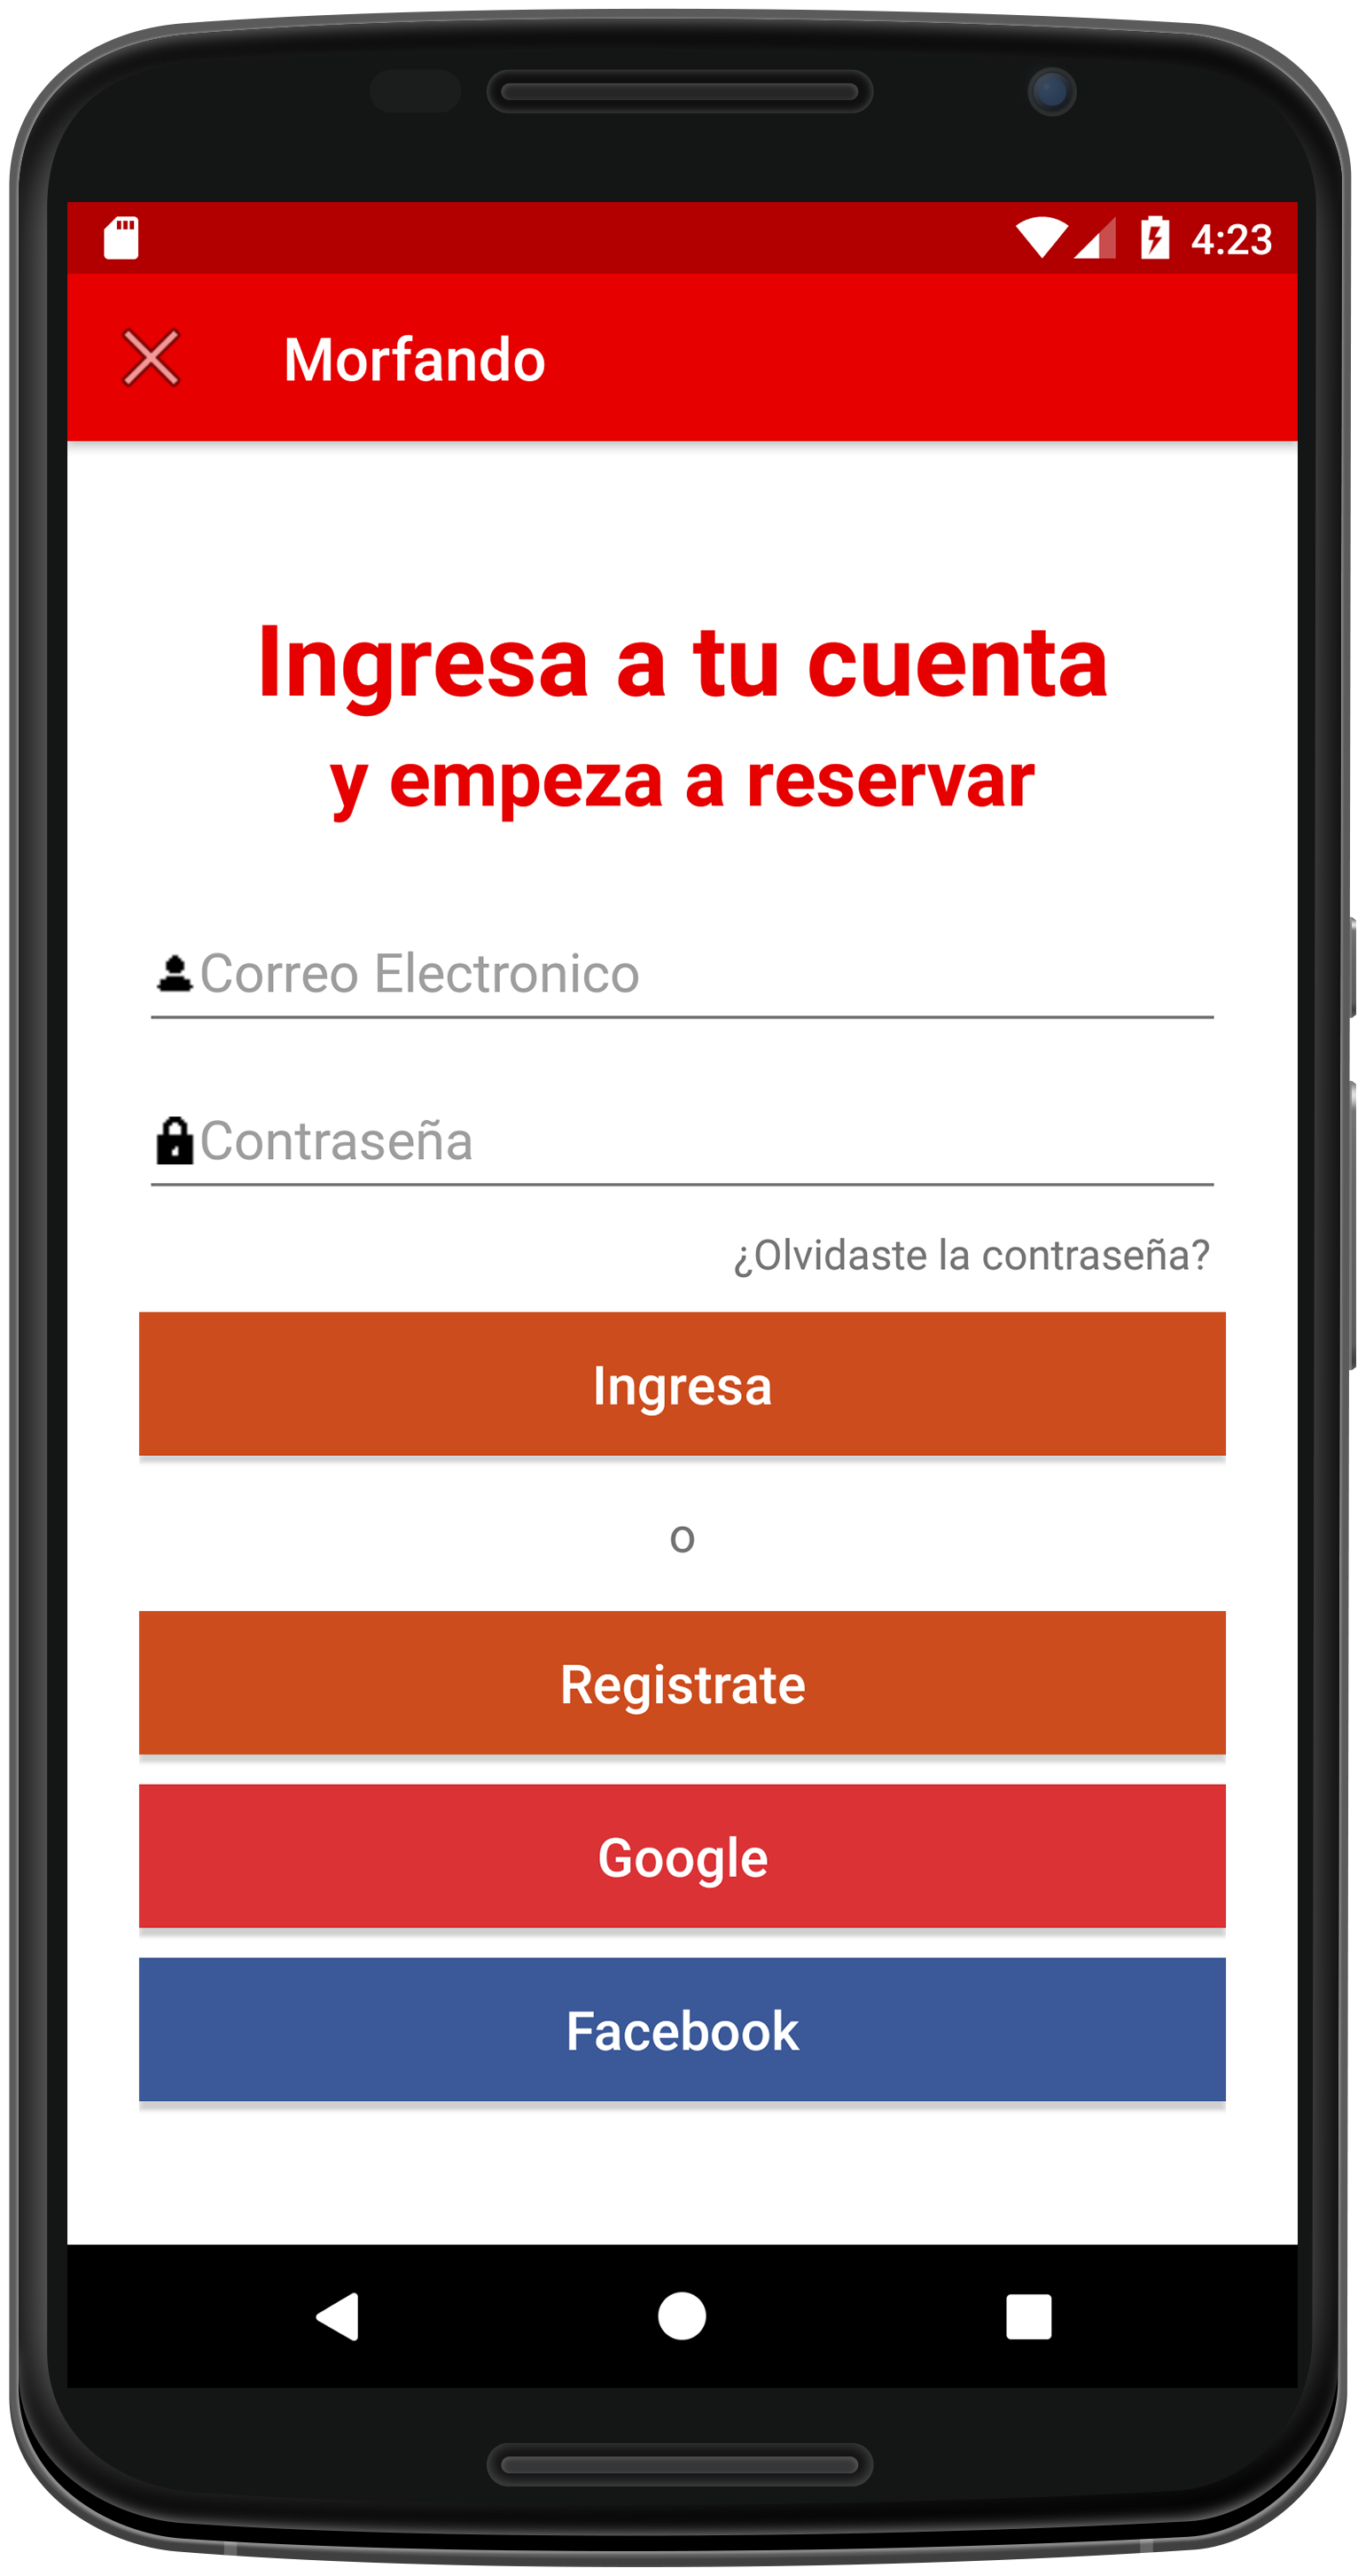 4:23
Morfando
Ingresa a tu cuenta
y empeza a reservar
Correo Electronico
Contraseña
¿Olvidaste la contraseña?
Ingresa
o
Registrate
Google
Facebook